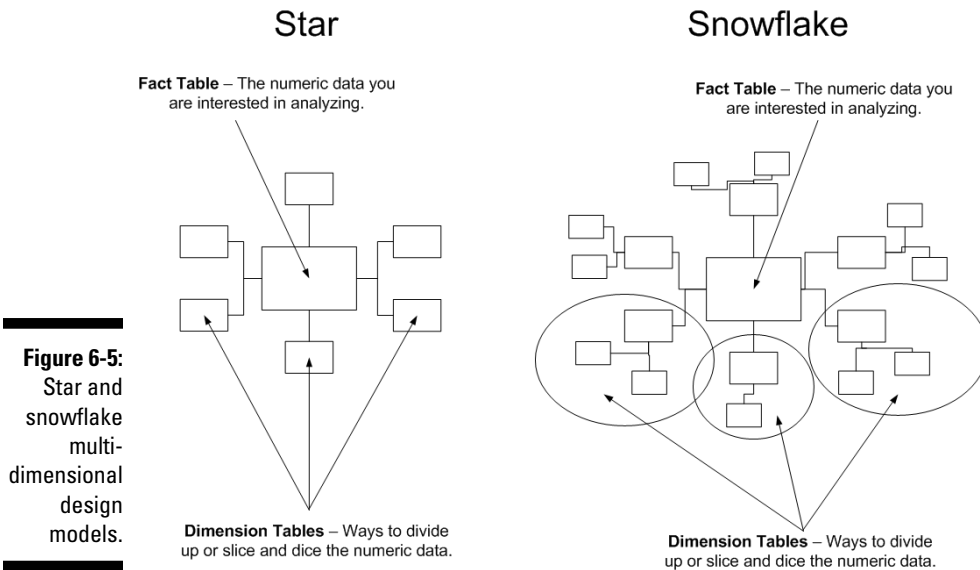 Star
Snowflake
Fact Table – The numeric data you
are interested in analyzing.
Fact Table – The numeric data you
are interested in analyzing.
Figure 6-5:
Star and
snowflake
multi-
dimensional
design
models.
Dimension Tables – Ways to divide
up or slice and dice the numeric data.
Dimension Tables – Ways to divide
up or slice and dice the numeric data.